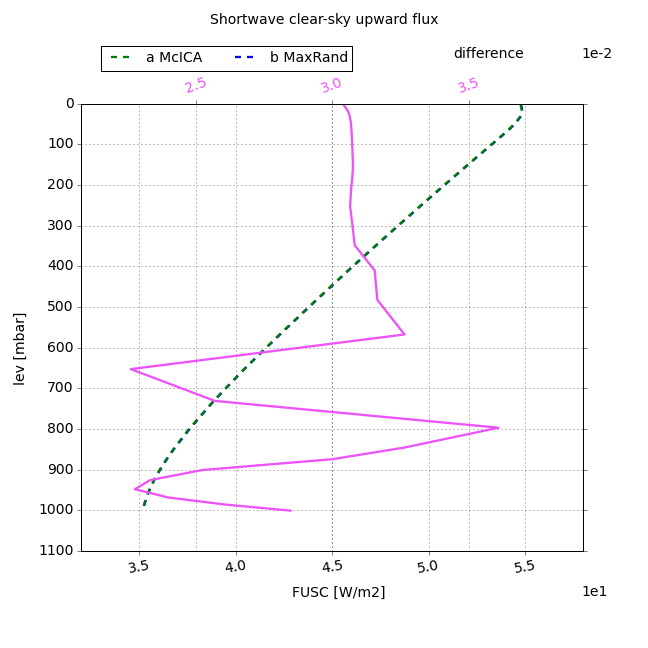 Shortwave clear-sky upward flux
a McICA b MaxRand difference 1e-2
2.5 3.0 3.5
0
100
200
300
400
500
600
700
800
900
1000
1100
lev [mbar]
3.5 4.0 4.5 5.0 5.5
FUSC [W/m2] 1e1